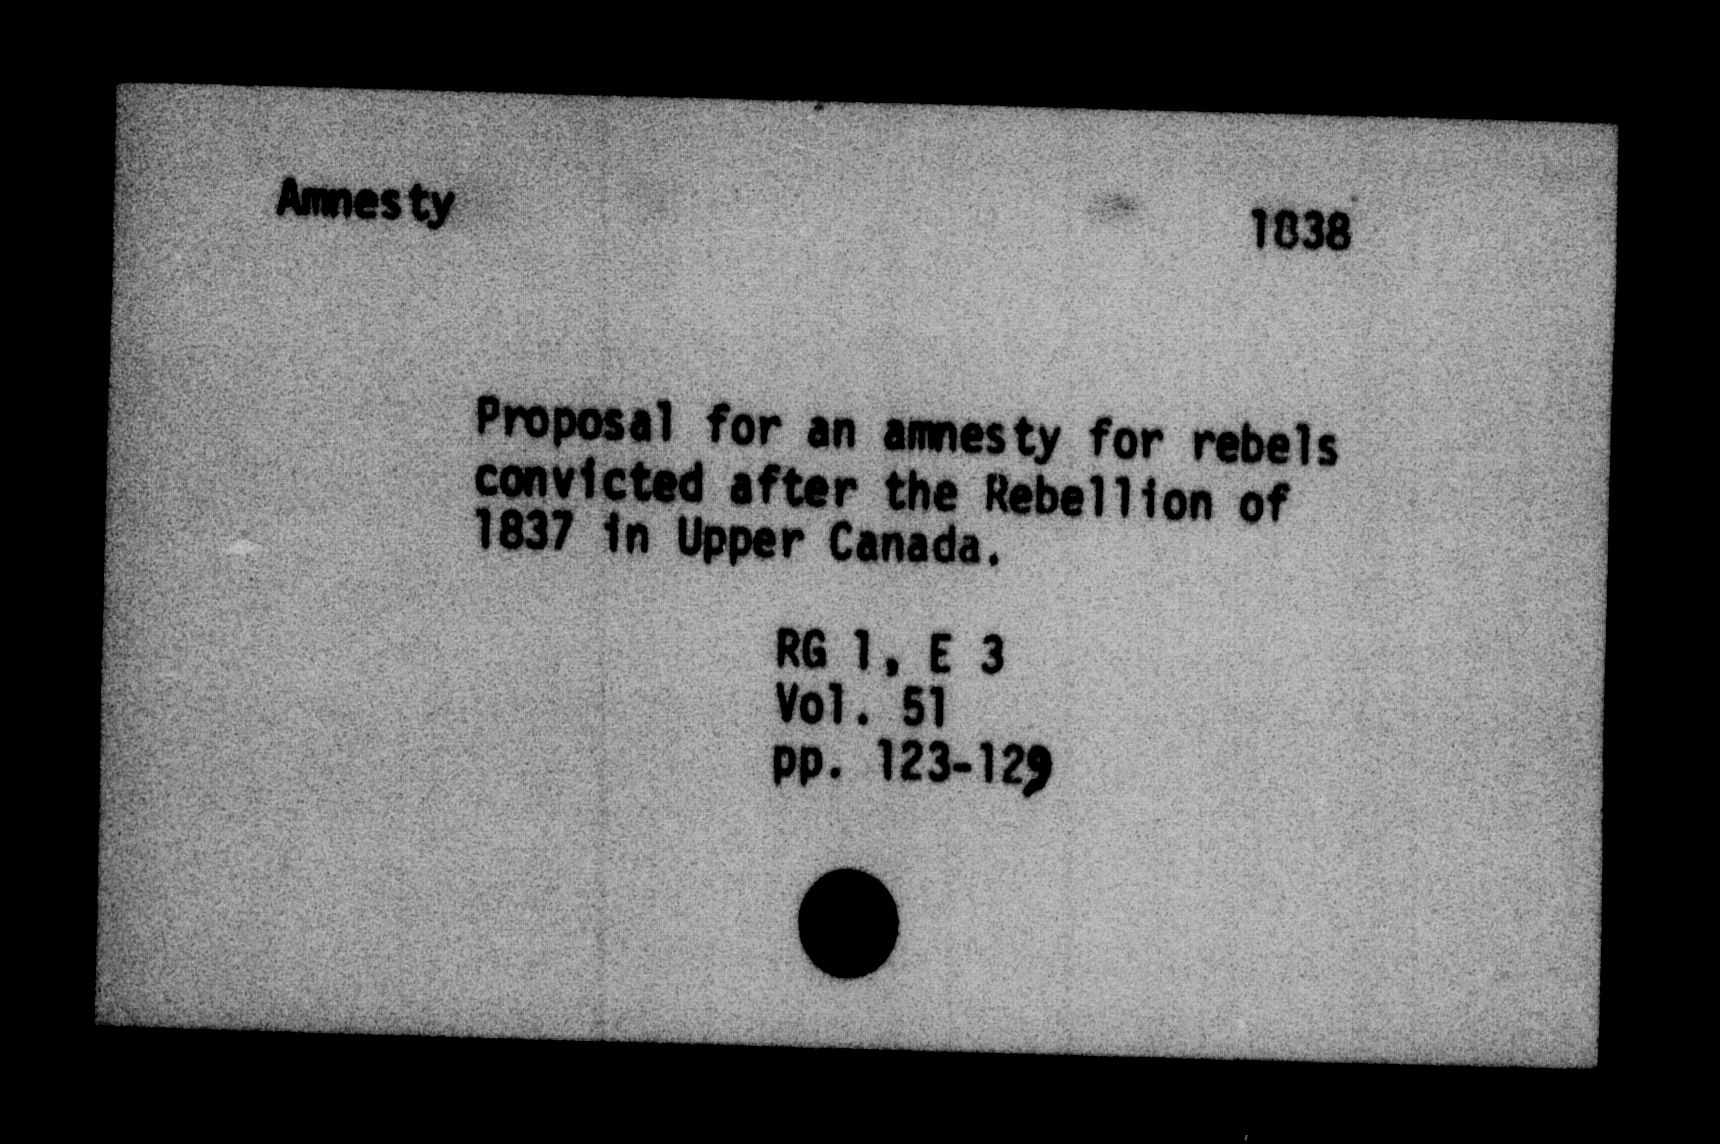 Amnesty
1838
Proposal for an amnesty for rebels
convicted after the Rebellion of
1837 in Upper Canada.
RG 1, E 3
Vol. 51
pp. 123-129